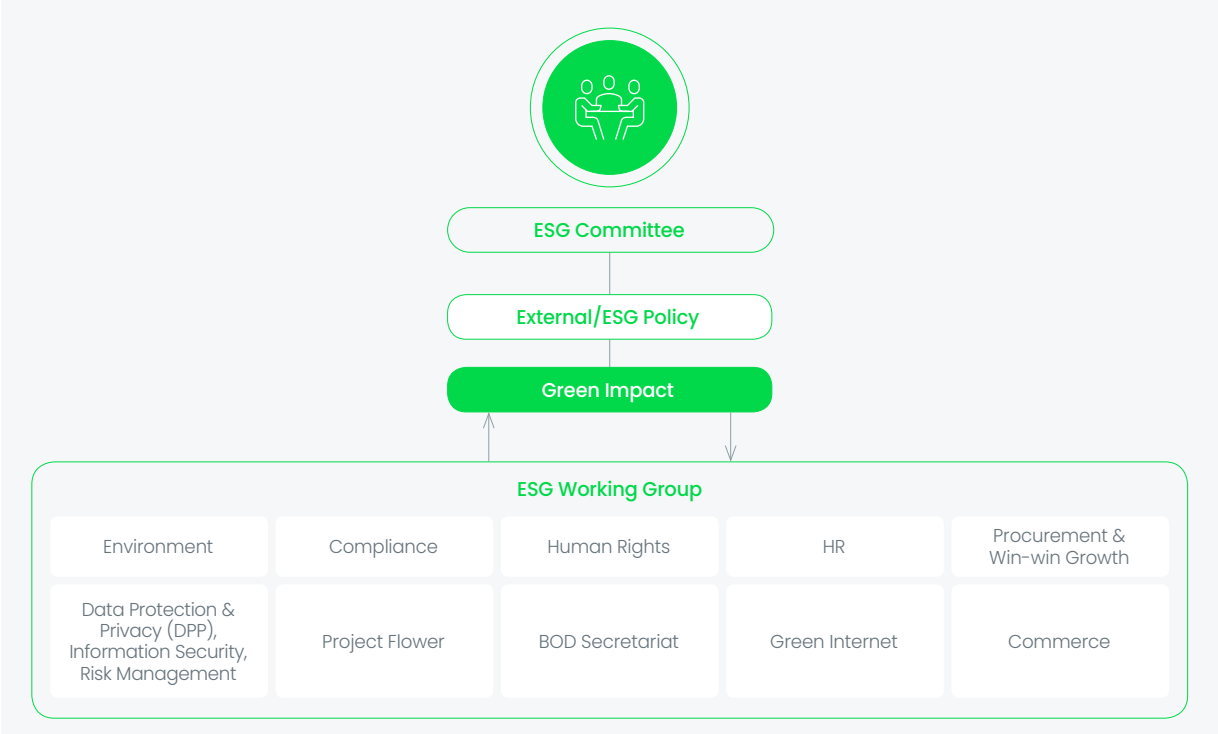 ESG Committee
External/ESG Policy
Green Impact
ESG Working Group
Environment
Compliance
Human Rights
HR
Procurement &
Win-win Growth
Data Protection &
Privacy (DPP),
Information Security,
Risk Management
Project Flower
BOD Secretariat
Green Internet
Commerce